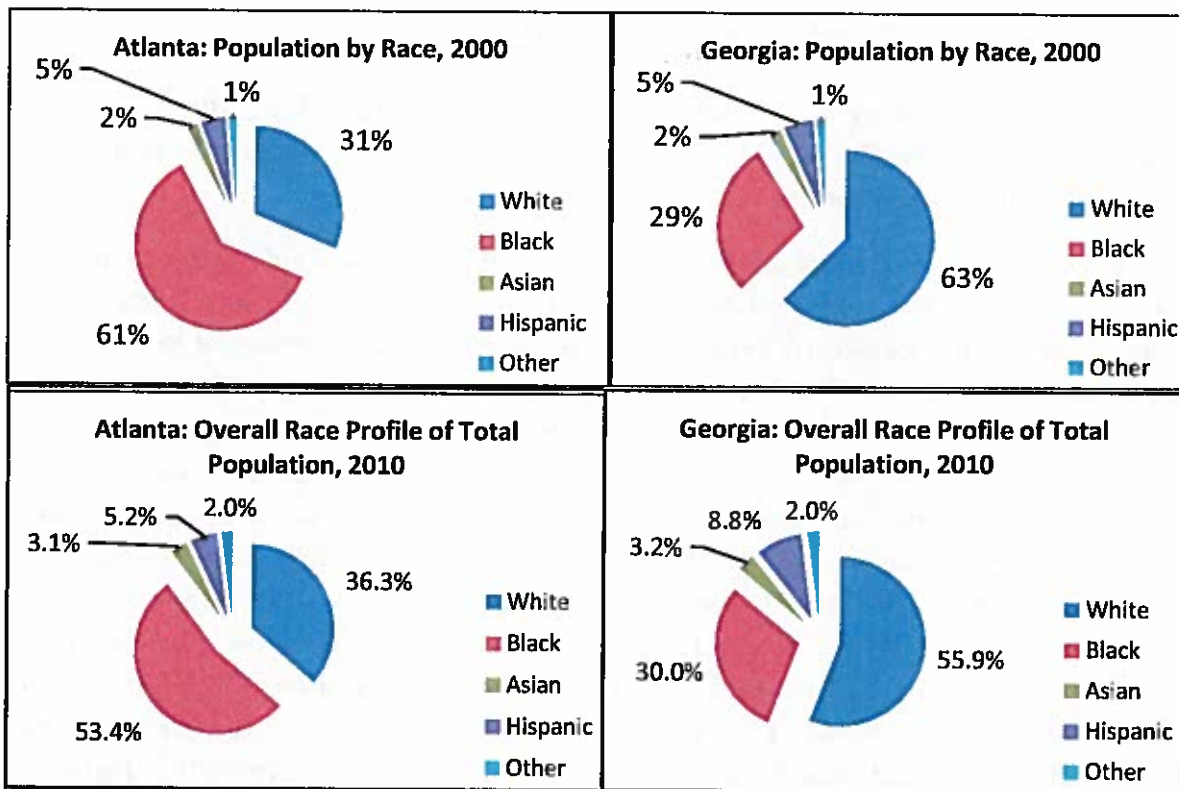 Atlanta: Population by Race, 2000
5%
1%
2%
31%
61%
White
Black
Asian
Hispanic
Other
Georgia: Population by Race, 2000
5%
1%
2%
29%
63%
White
Black
Asian
Hispanic
Other
Atlanta: Overall Race Profile of Total
Population, 2010
5.2%
2.0%
3.1%
36.3%
53.4%
White
Black
Asian
Hispanic
Other
Georgia: Overall Race Profile of Total
Population, 2010
8.8%
2.0%
3.2%
30.0%
55.9%
White
Black
Asian
Hispanic
Other